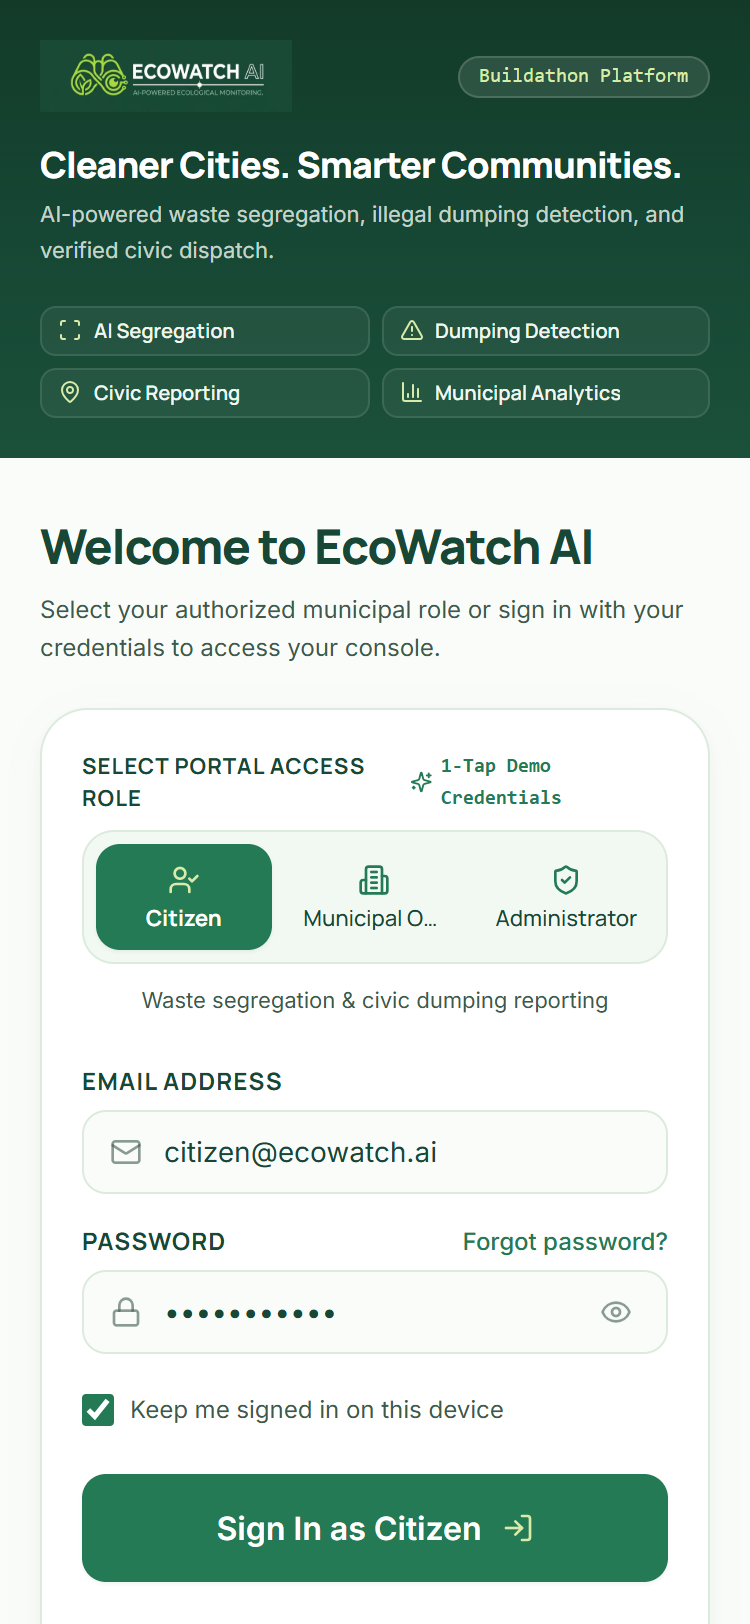 ECOWATCH AI
AI-POWERED ECOLOGICAL MONITORING.
Buildathon Platform
Cleaner Cities. Smarter Communities.
AI-powered waste segregation, illegal dumping detection, and
verified civic dispatch.
AI Segregation
Dumping Detection
Civic Reporting
Municipal Analytics
Welcome to EcoWatch AI
Select your authorized municipal role or sign in with your
credentials to access your console.
SELECT PORTAL ACCESS
ROLE
1-Tap Demo
Credentials
Citizen
Municipal O...
Administrator
Waste segregation & civic dumping reporting
EMAIL ADDRESS
citizen@ecowatch.ai
PASSWORD
Forgot password?
•••••••••••
Keep me signed in on this device
Sign In as Citizen